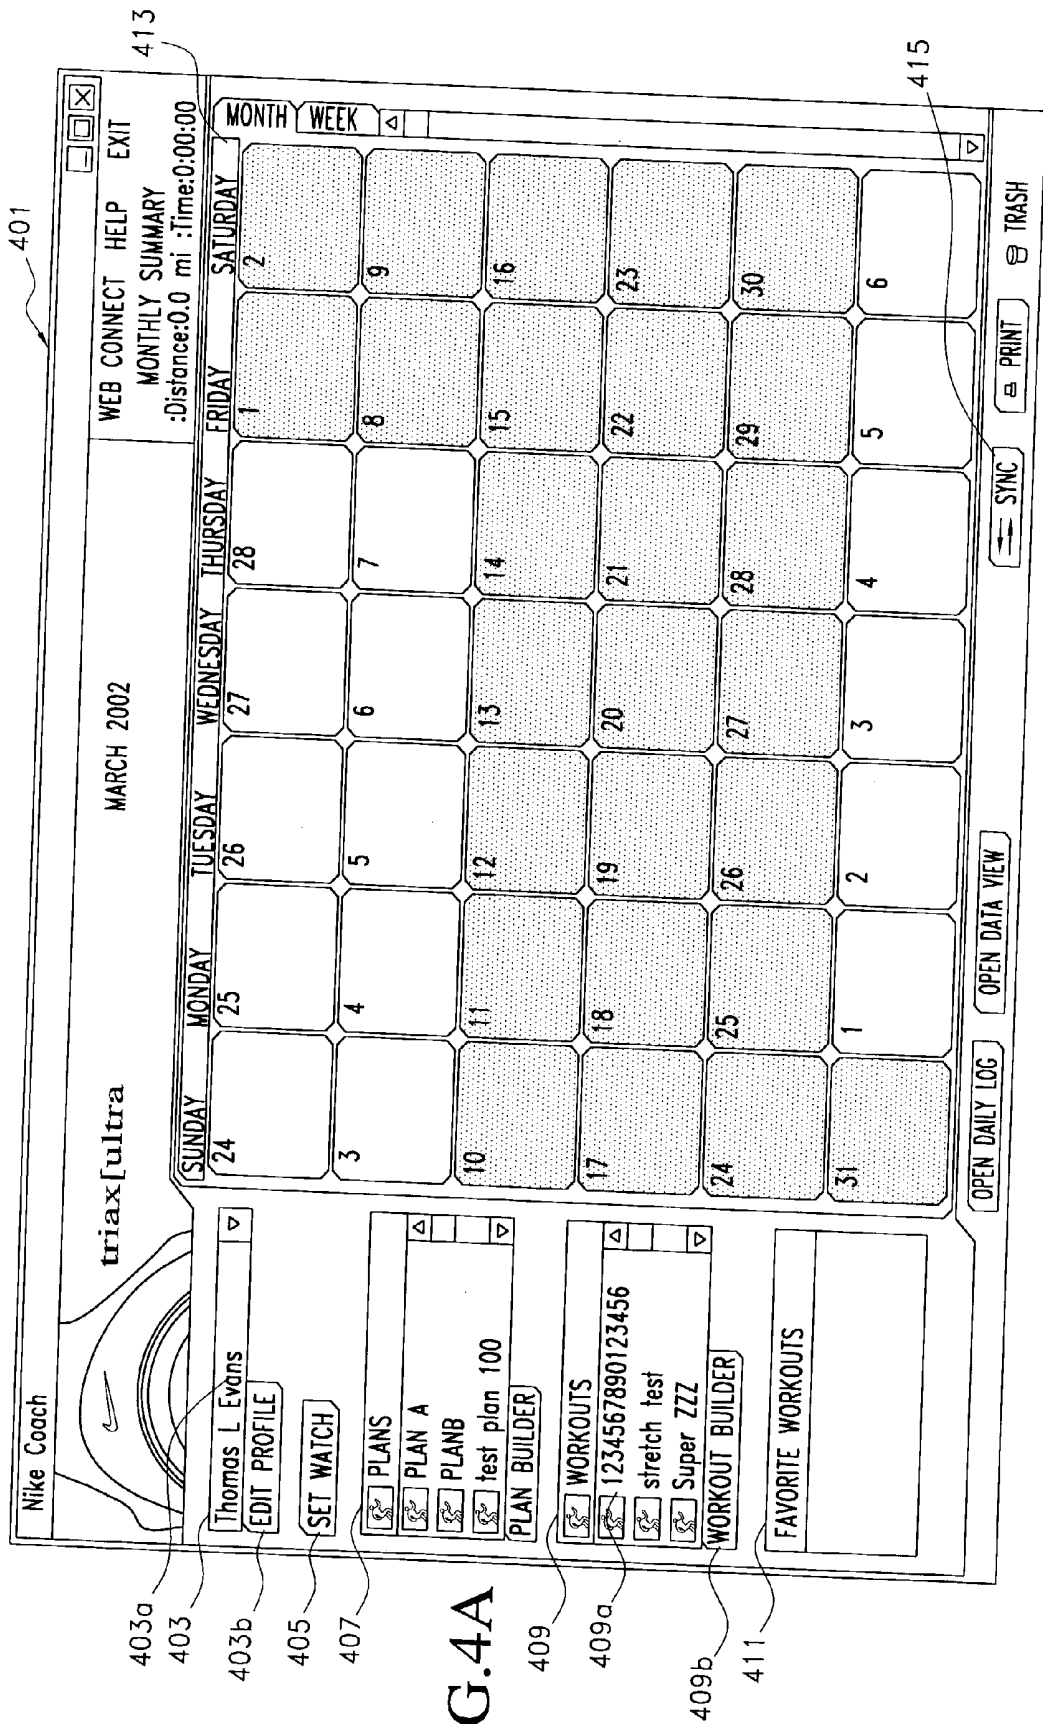 401
Nike Coach
triax[ultra
MARCH 2002
WEB CONNECT HELP EXIT
MONTHLY SUMMARY
:Distance:0.0 mi :Time:0:00:00
413
403a
403
Thomas L Evans
403b
EDIT PROFILE
405
SET WATCH
407
PLANS
PLAN A
PLANB
test plan 100
PLAN BUILDER
G.4A
409
WORKOUTS
409a
12345678901234​56
stretch test
Super ZZZ
409b
WORKOUT BUILDER
411
FAVORITE WORKOUTS
SUNDAY MONDAY TUESDAY WEDNESDAY THURSDAY FRIDAY SATURDAY
24 25 26 27 28 1 2
3 4 5 6 7 8 9
10 11 12 13 14 15 16
17 18 19 20 21 22 23
24 25 26 27 28 29 30
31 1 2 3 4 5 6
MONTH
WEEK
OPEN DAILY LOG OPEN DATA VIEW SYNC PRINT TRASH
415